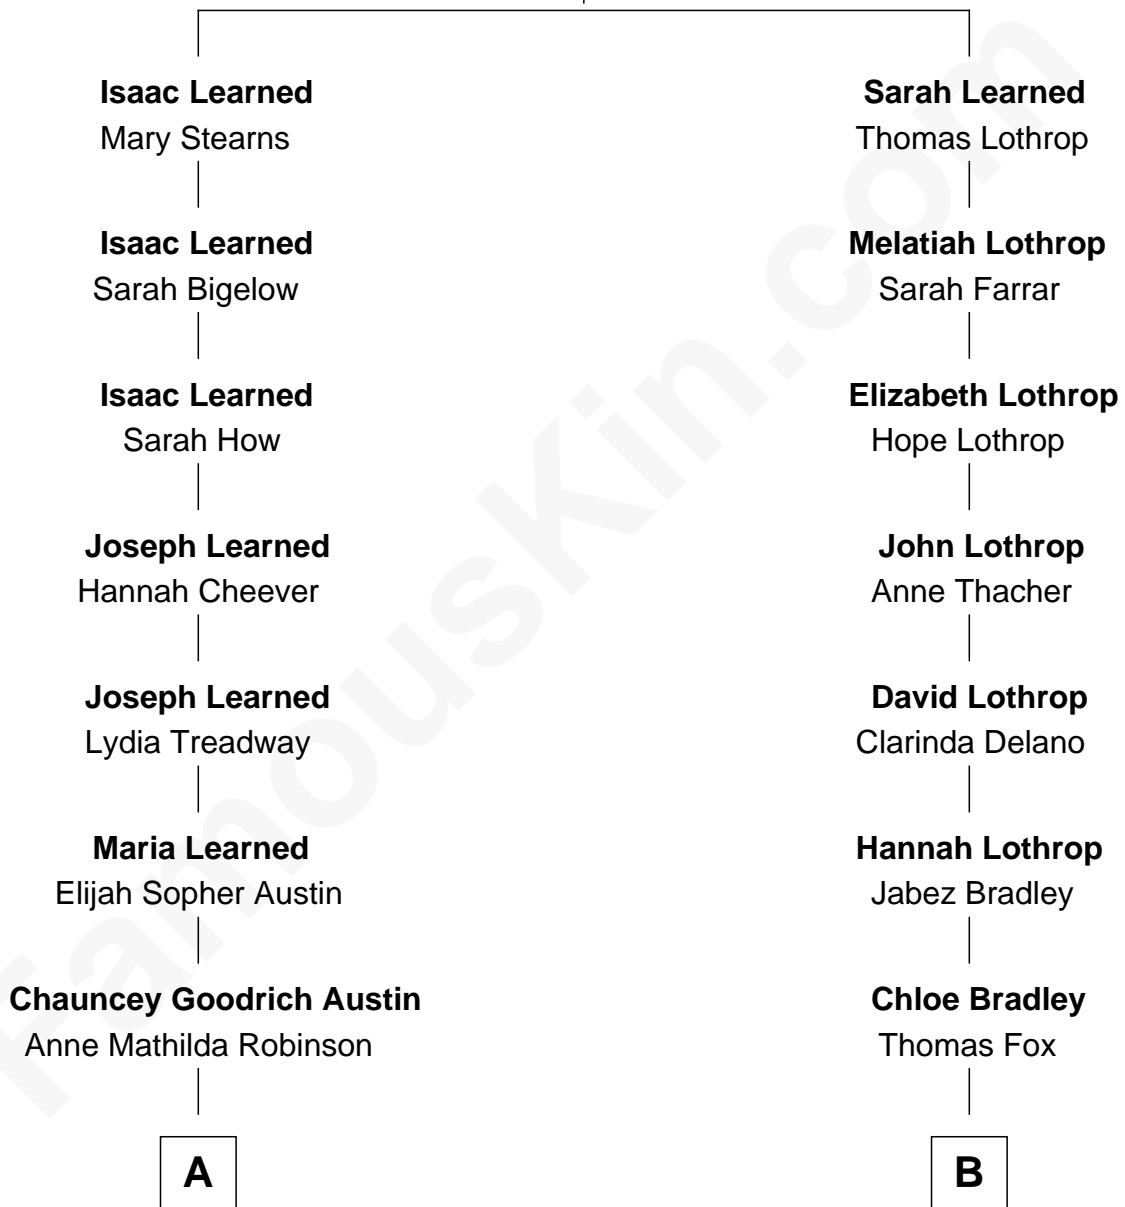 Isaac Learned
Mary Stearns
Sarah Learned
Thomas Lothrop
Isaac Learned
Sarah Bigelow
Melatiah Lothrop
Sarah Farrar
Isaac Learned
Sarah How
Elizabeth Lothrop
Hope Lothrop
Joseph Learned
Hannah Cheever
John Lothrop
Anne Thacher
Joseph Learned
Lydia Treadway
David Lothrop
Clarinda Delano
Maria Learned
Elijah Sopher Austin
Hannah Lothrop
Jabez Bradley
Chauncey Goodrich Austin
Anne Mathilda Robinson
Chloe Bradley
Thomas Fox
A
B
FamousKin.com